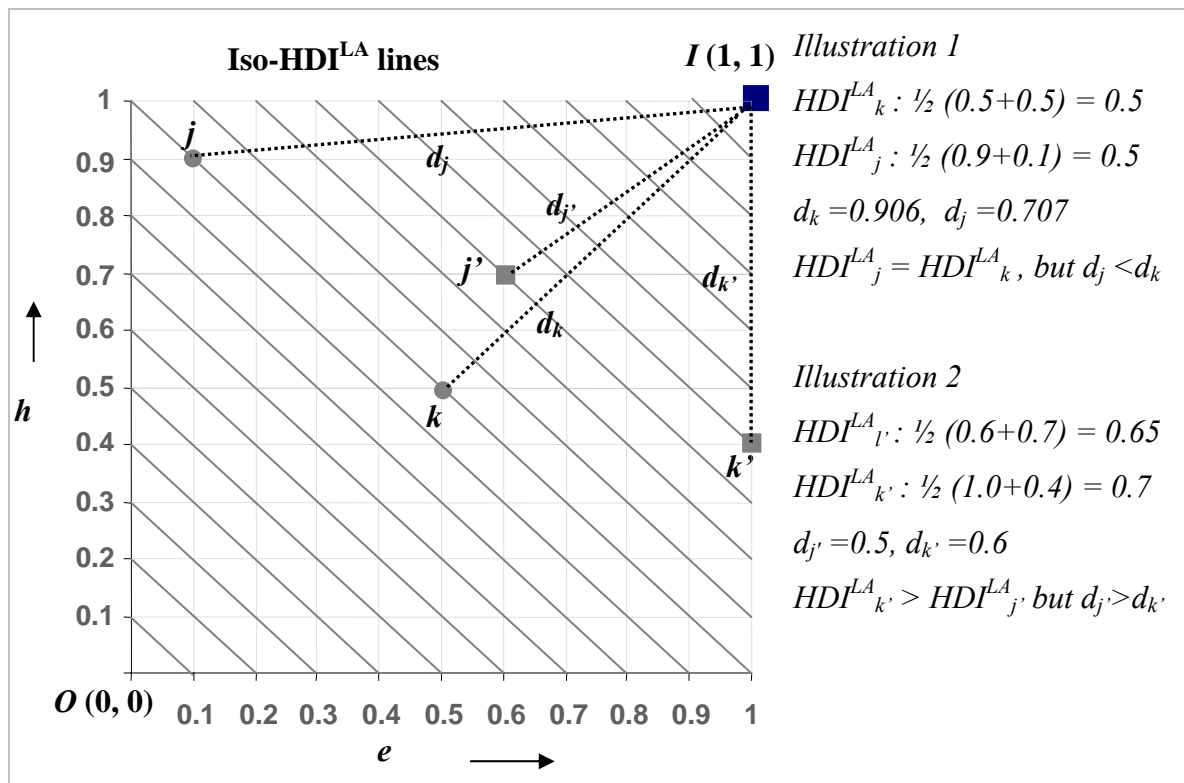 Iso-HDI^LA lines
I (1, 1)
1
0.9
0.8
0.7
0.6
0.5
0.4
0.3
0.2
0.1
h
j
d_j
d_j’
j’
d_k’
d_k
k
k’
O (0, 0)
0.1 0.2 0.3 0.4 0.5 0.6 0.7 0.8 0.9 1
e
Illustration 1
HDI^LA_k : ½ (0.5+0.5) = 0.5
HDI^LA_j : ½ (0.9+0.1) = 0.5
d_k =0.906, d_j =0.707
HDI^LA_j = HDI^LA_k , but d_j <d_k
Illustration 2
HDI^LA_l’ : ½ (0.6+0.7) = 0.65
HDI^LA_k’ : ½ (1.0+0.4) = 0.7
d_j’ =0.5, d_k’ =0.6
HDI^LA_k’ > HDI^LA_j’ but d_j’>d_k’